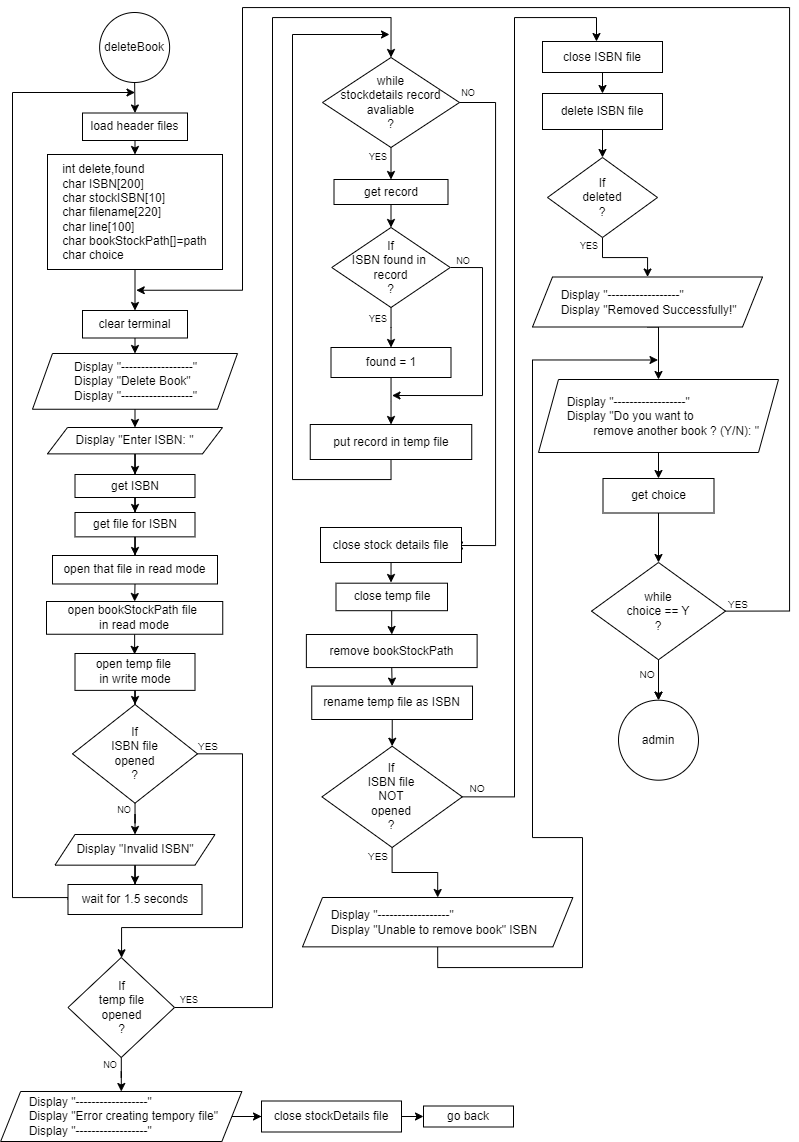 deleteBook
load header files
int delete,found
char ISBN[200]
char stockISBN[10]
char filename[220]
char line[100]
char bookStockPath[]=path
char choice
clear terminal
Display "------------------"
Display "Delete Book"
Display "------------------"
Display "Enter ISBN: "
get ISBN
get file for ISBN
open that file in read mode
open bookStockPath file
in read mode
open temp file
in write mode
If
ISBN file
opened
?
YES
NO
Display "Invalid ISBN"
wait for 1.5 seconds
If
temp file
opened
?
YES
NO
Display "------------------"
Display "Error creating tempory file"
Display "------------------"
close stockDetails file
go back
while
stockdetails record
avaliable
?
NO
YES
get record
If
ISBN found in
record
?
NO
YES
found = 1
put record in temp file
close stock details file
close temp file
remove bookStockPath
rename temp file as ISBN
If
ISBN file
NOT
opened
?
NO
YES
Display "------------------"
Display "Unable to remove book" ISBN
close ISBN file
delete ISBN file
If
deleted
?
YES
Display "------------------"
Display "Removed Successfully!"
Display "------------------"
Display "Do you want to
remove another book ? (Y/N): "
get choice
while
choice == Y
?
YES
NO
admin